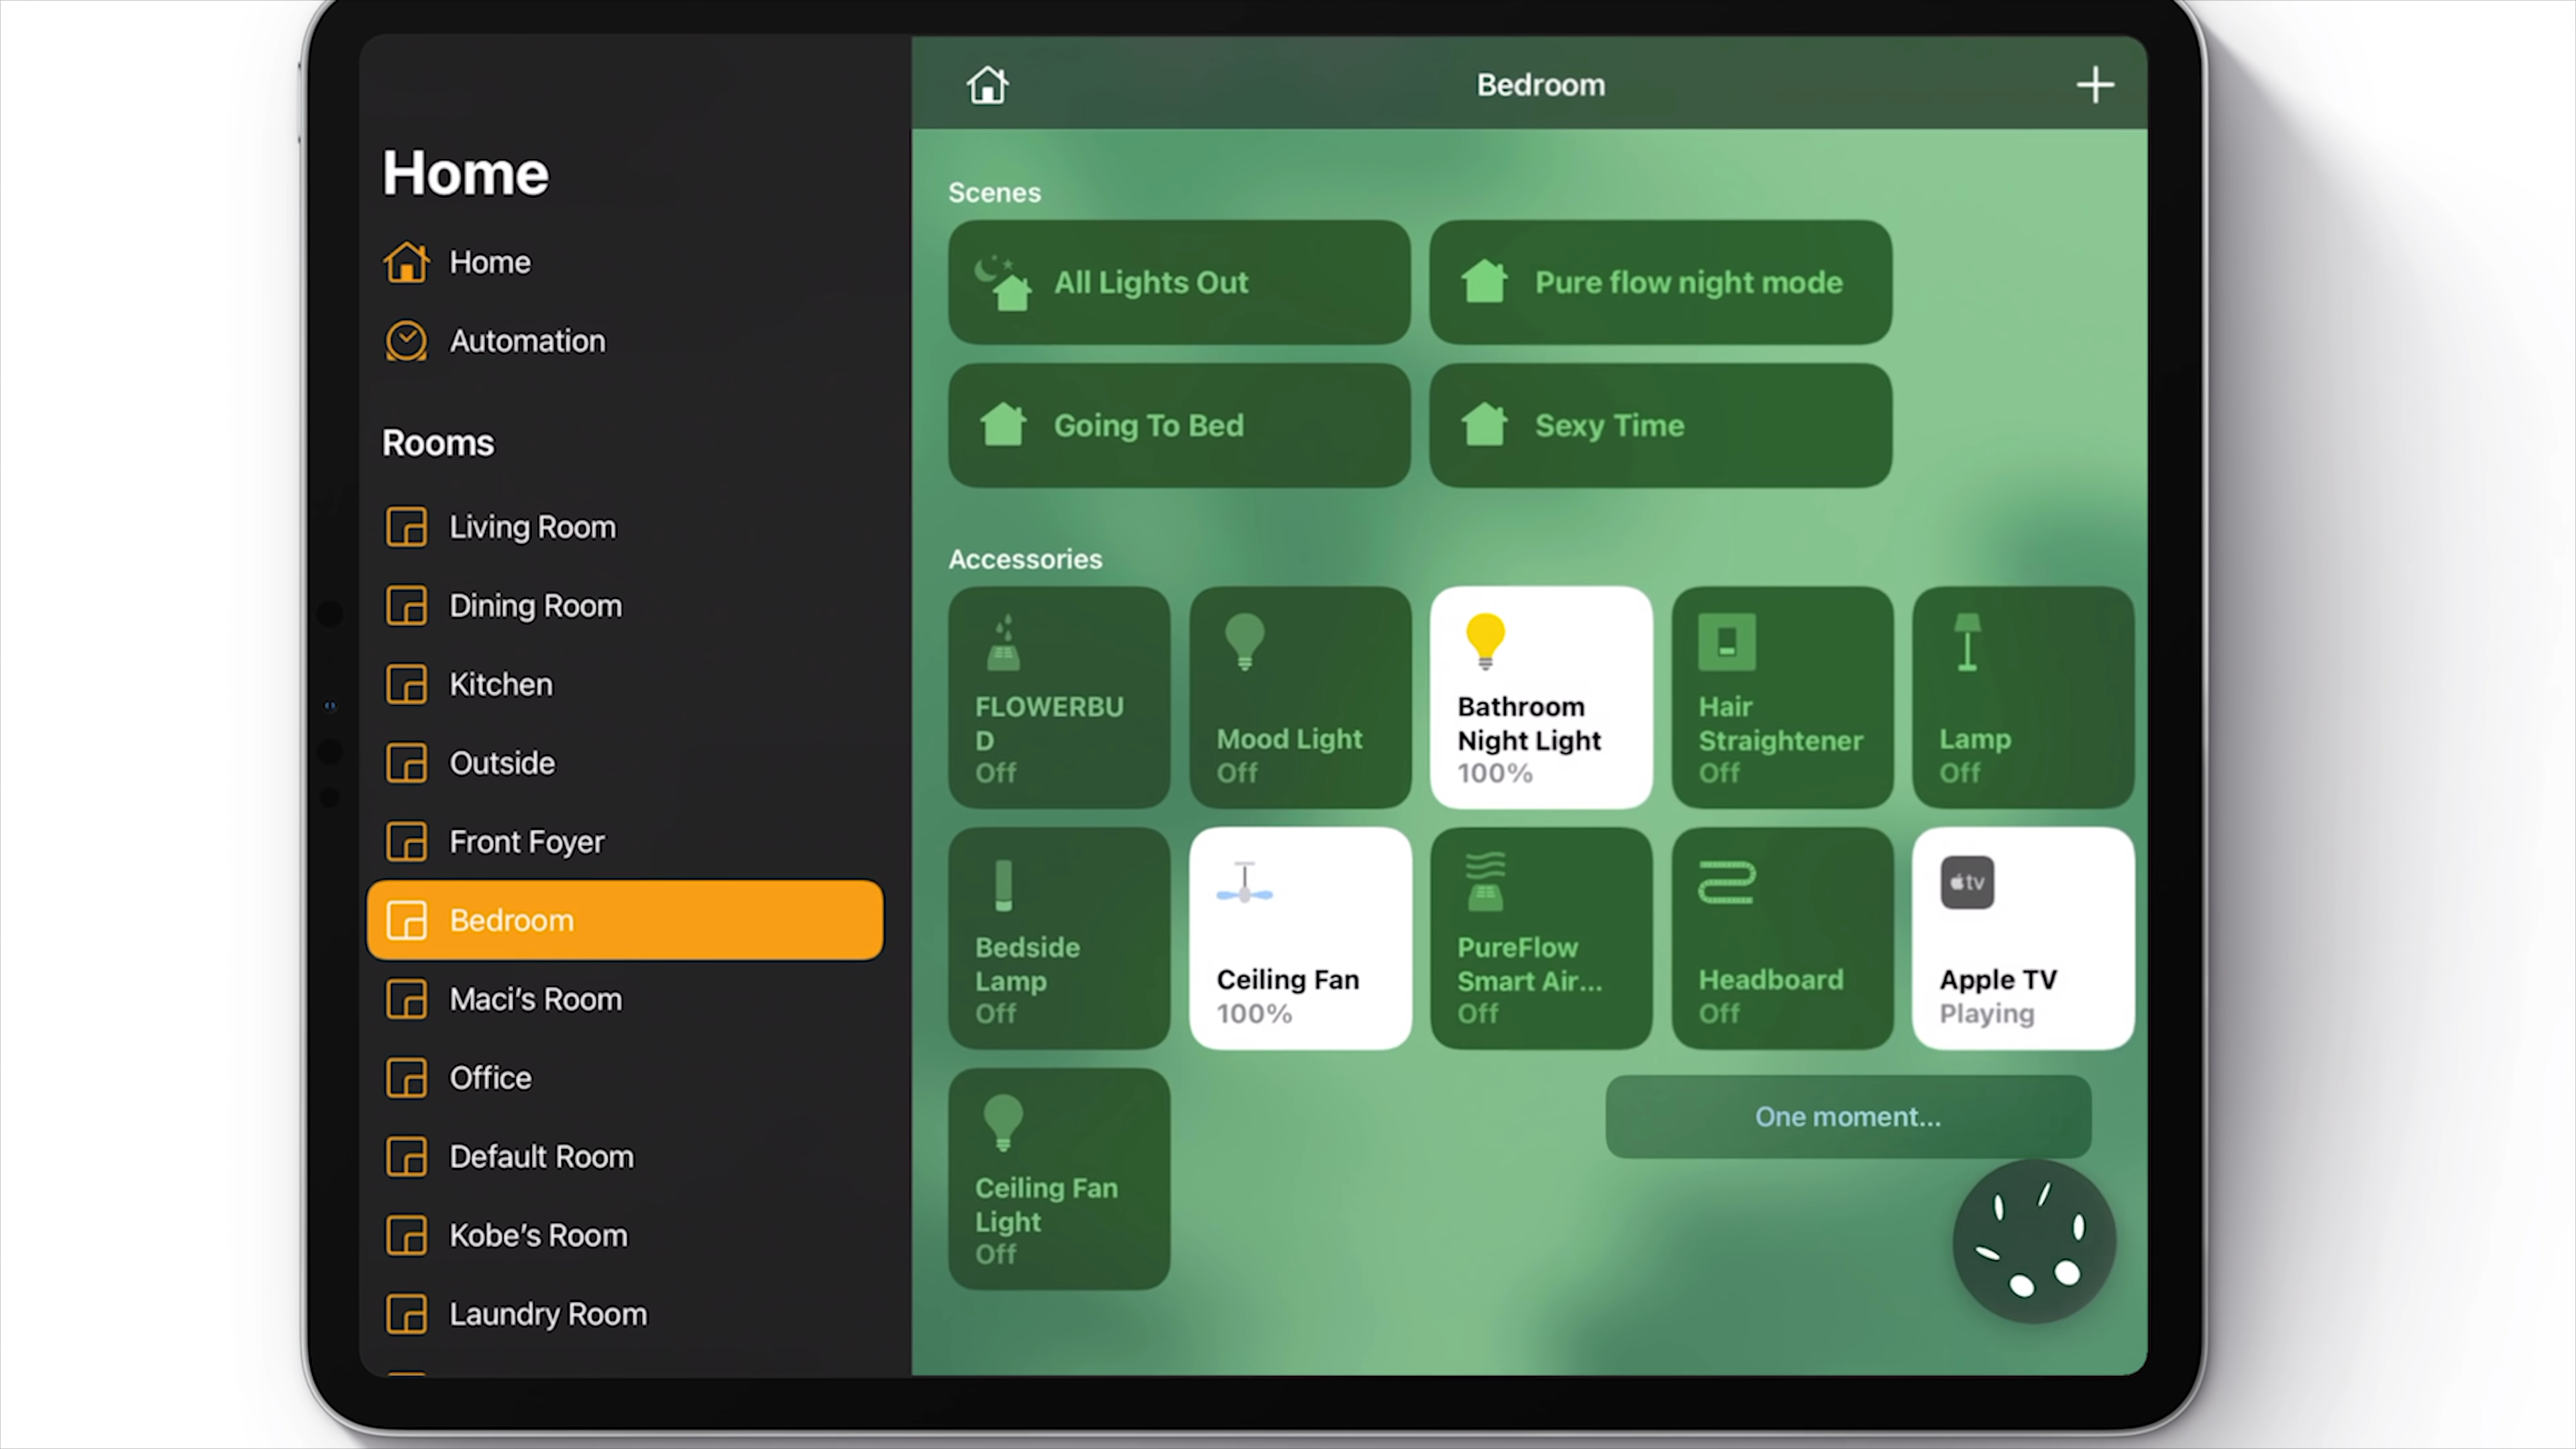 Home
Home
Automation
Rooms
Living Room
Dining Room
Kitchen
Outside
Front Foyer
Bedroom
Maci's Room
Office
Default Room
Kobe's Room
Laundry Room
Bedroom
Scenes
All Lights Out
Pure flow night mode
Going To Bed
Sexy Time
Accessories
FLOWERBU
D
Off
Mood Light
Off
Bathroom
Night Light
100%
Hair
Straightener
Off
Lamp
Off
Bedside
Lamp
Off
Ceiling Fan
100%
PureFlow
Smart Air...
Off
Headboard
Off
tv
Apple TV
Playing
Ceiling Fan
Light
Off
One moment...